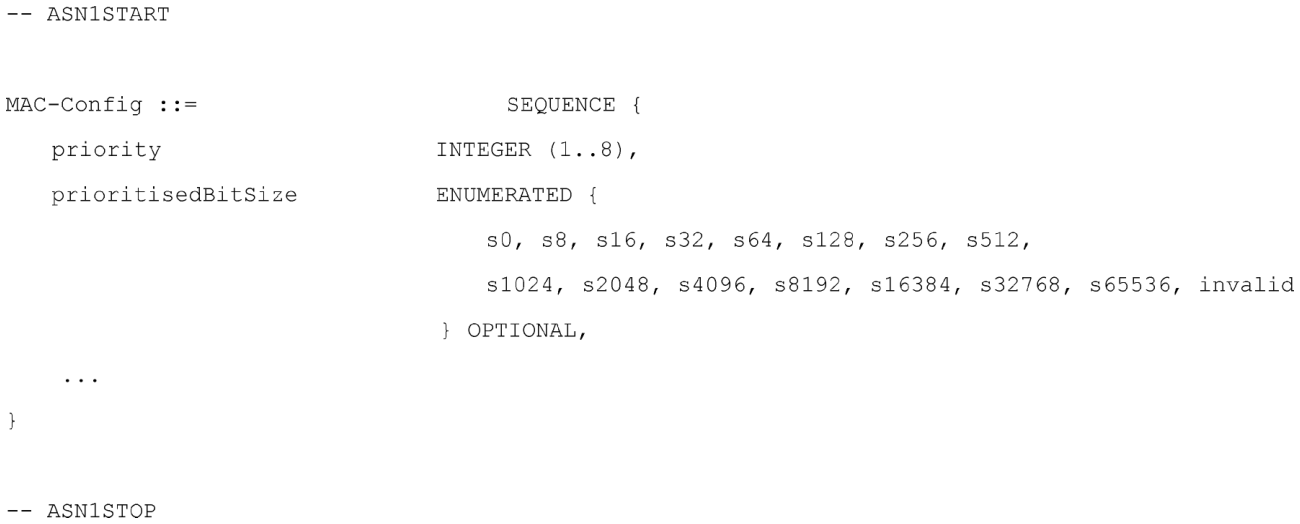 -- ASN1START
MAC-Config ::= SEQUENCE {
priority INTEGER (1..8),
prioritisedBitSize ENUMERATED {
s0, s8, s16, s32, s64, s128, s256, s512,
s1024, s2048, s4096, s8192, s16384, s32768, s65536, invalid
} OPTIONAL,
...
}
-- ASN1STOP